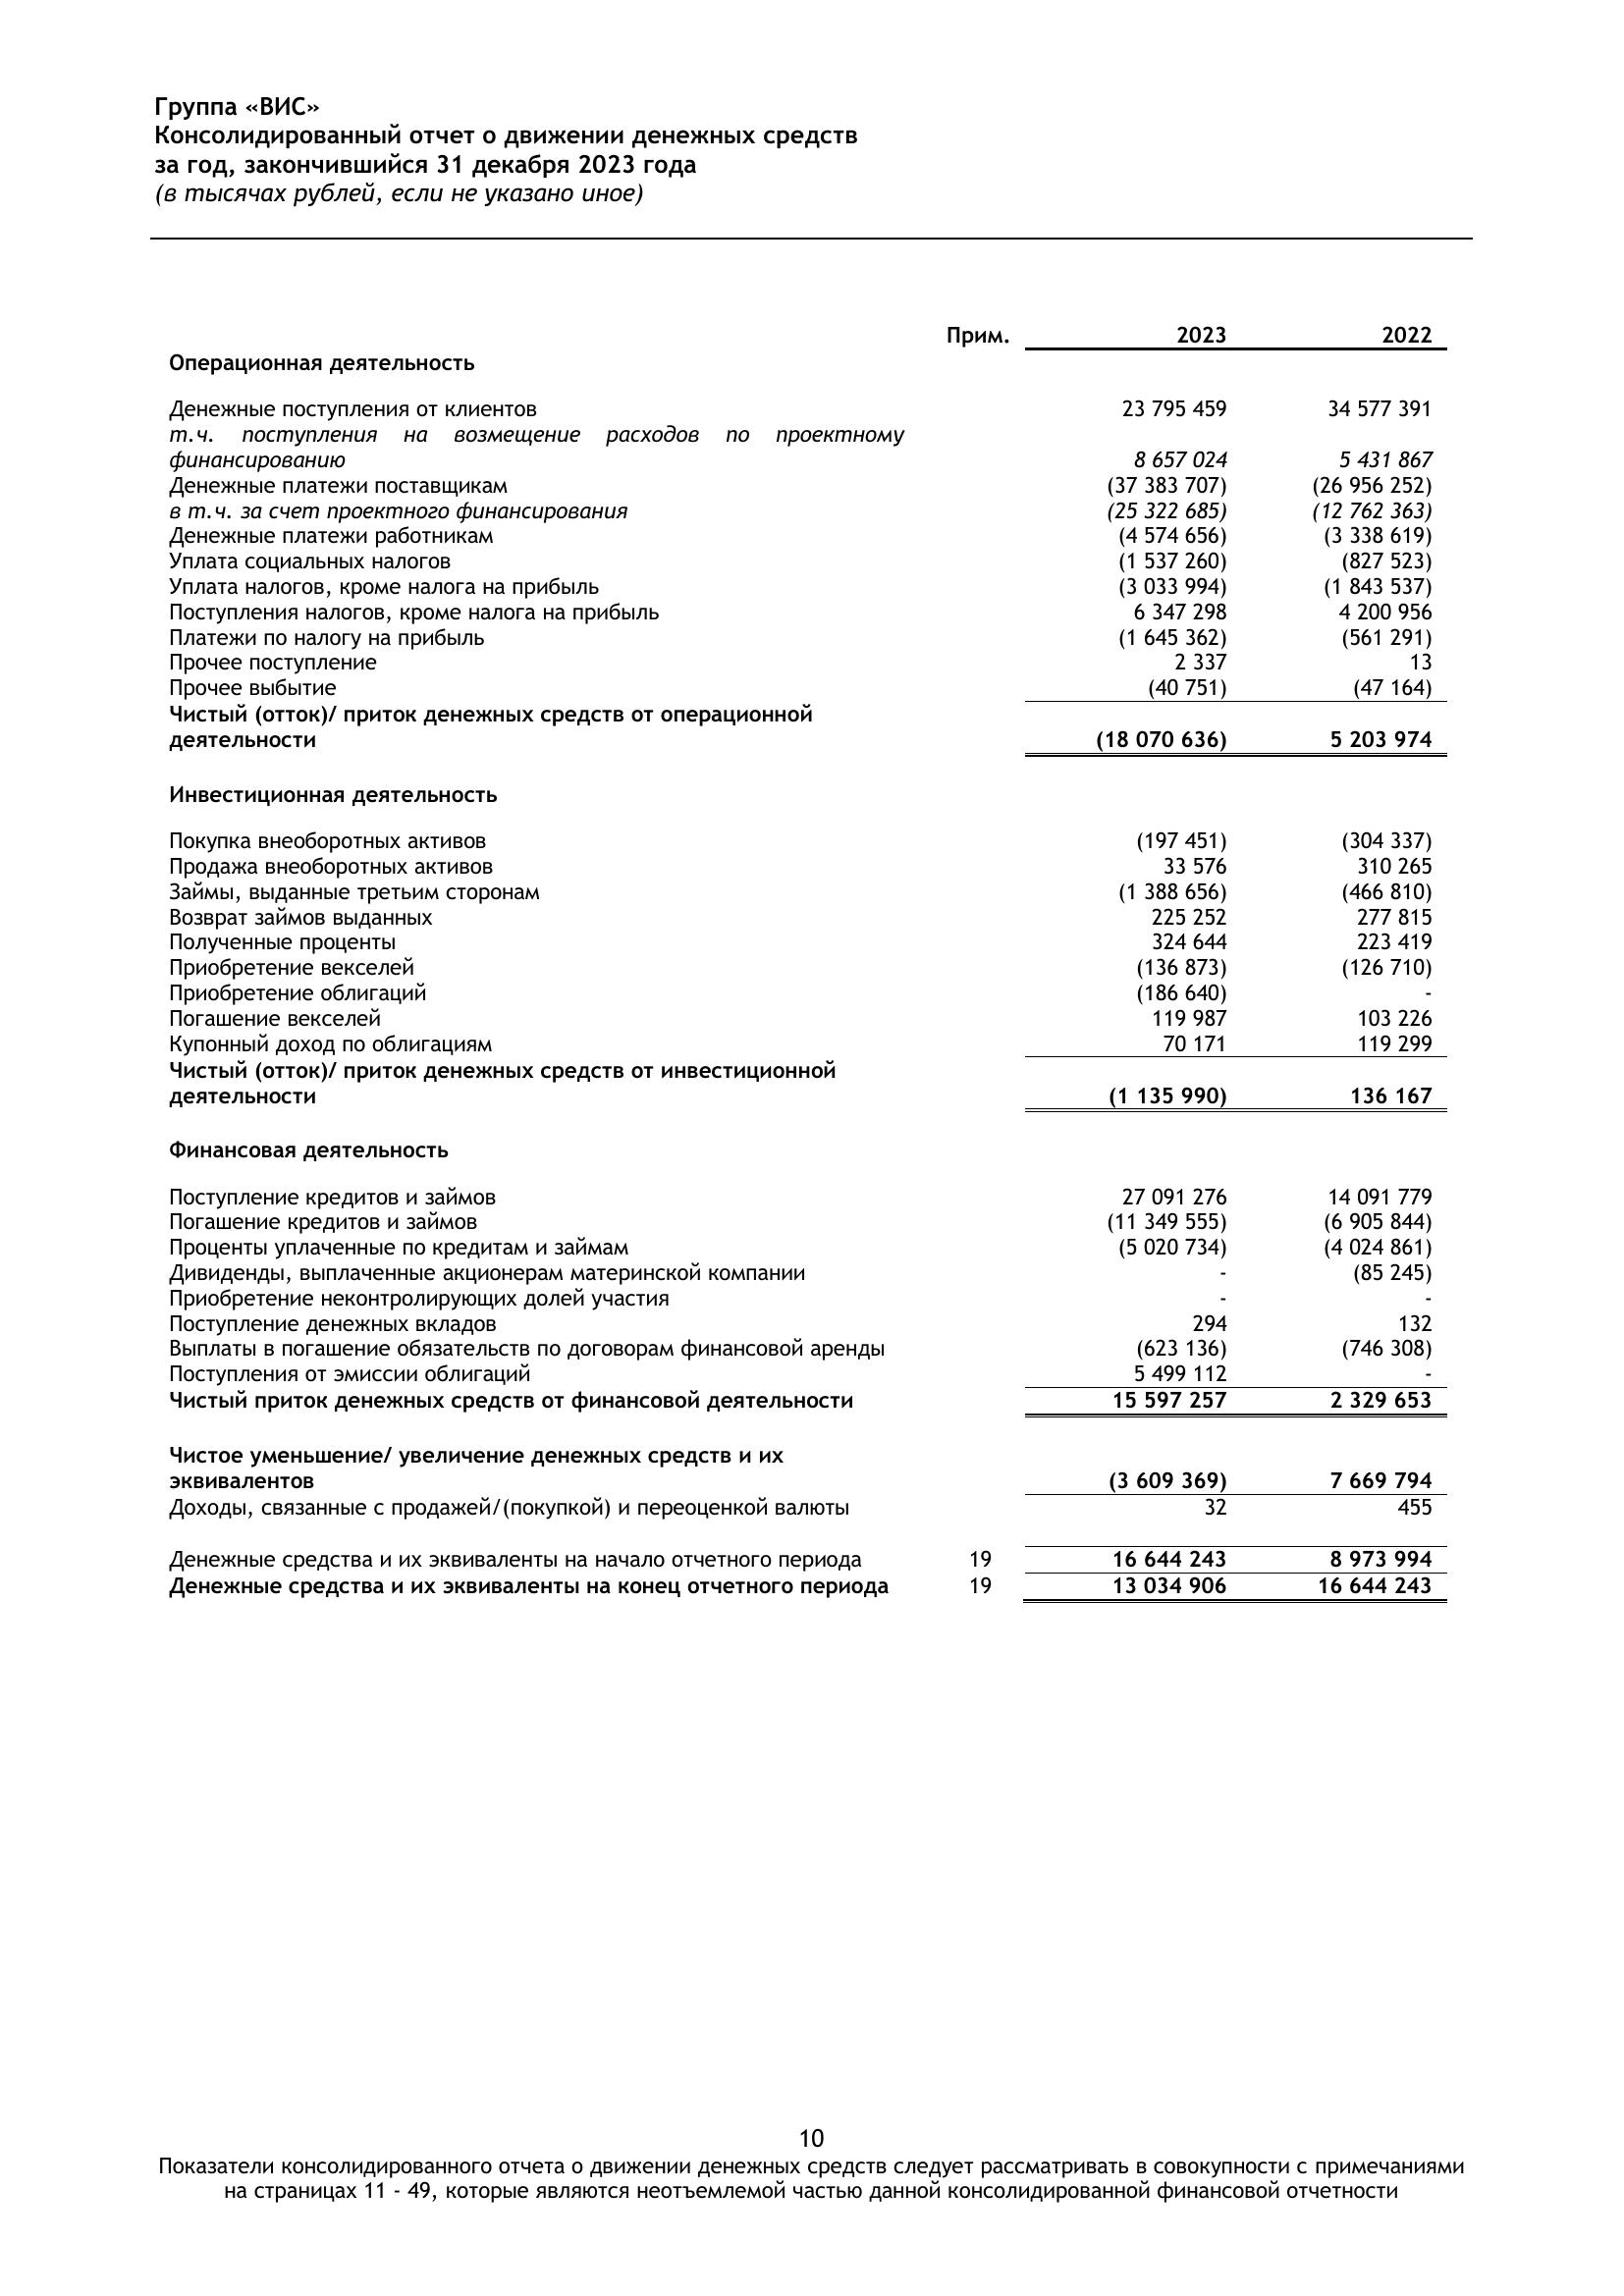 Группа «ВИС»
Консолидированный отчет о движении денежных средств
за год, закончившийся 31 декабря 2023 года
(в тысячах рублей, если не указано иное)
Прим. 2023 2022
Операционная деятельность
Денежные поступления от клиентов 23 795 459 34 577 391
т.ч. поступления на возмещение расходов по проектному
финансированию 8 657 024 5 431 867
Денежные платежи поставщикам (37 383 707) (26 956 252)
в т.ч. за счет проектного финансирования (25 322 685) (12 762 363)
Денежные платежи работникам (4 574 656) (3 338 619)
Уплата социальных налогов (1 537 260) (827 523)
Уплата налогов, кроме налога на прибыль (3 033 994) (1 843 537)
Поступления налогов, кроме налога на прибыль 6 347 298 4 200 956
Платежи по налогу на прибыль (1 645 362) (561 291)
Прочее поступление 2 337 13
Прочее выбытие (40 751) (47 164)
Чистый (отток)/ приток денежных средств от операционной
деятельности (18 070 636) 5 203 974
Инвестиционная деятельность
Покупка внеоборотных активов (197 451) (304 337)
Продажа внеоборотных активов 33 576 310 265
Займы, выданные третьим сторонам (1 388 656) (466 810)
Возврат займов выданных 225 252 277 815
Полученные проценты 324 644 223 419
Приобретение векселей (136 873) (126 710)
Приобретение облигаций (186 640) -
Погашение векселей 119 987 103 226
Купонный доход по облигациям 70 171 119 299
Чистый (отток)/ приток денежных средств от инвестиционной
деятельности (1 135 990) 136 167
Финансовая деятельность
Поступление кредитов и займов 27 091 276 14 091 779
Погашение кредитов и займов (11 349 555) (6 905 844)
Проценты уплаченные по кредитам и займам (5 020 734) (4 024 861)
Дивиденды, выплаченные акционерам материнской компании - (85 245)
Приобретение неконтролирующих долей участия - -
Поступление денежных вкладов 294 132
Выплаты в погашение обязательств по договорам финансовой аренды (623 136) (746 308)
Поступления от эмиссии облигаций 5 499 112 -
Чистый приток денежных средств от финансовой деятельности 15 597 257 2 329 653
Чистое уменьшение/ увеличение денежных средств и их
эквивалентов (3 609 369) 7 669 794
Доходы, связанные с продажей/(покупкой) и переоценкой валюты 32 455
Денежные средства и их эквиваленты на начало отчетного периода 19 16 644 243 8 973 994
Денежные средства и их эквиваленты на конец отчетного периода 19 13 034 906 16 644 243
10
Показатели консолидированного отчета о движении денежных средств следует рассматривать в совокупности с примечаниями
на страницах 11 - 49, которые являются неотъемлемой частью данной консолидированной финансовой отчетности